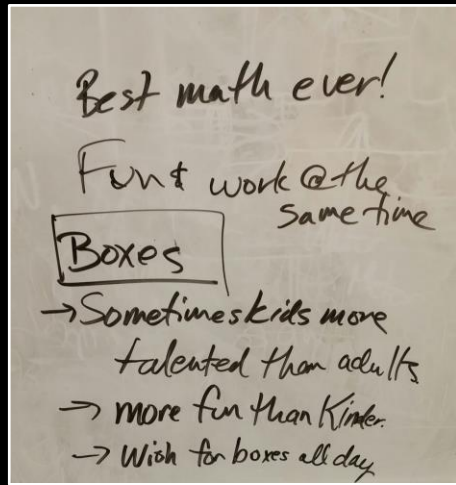 Best math ever!
Fun & work @ the
same time
Boxes
→ Sometimes kids more
talented than adults
→ more fun than Kinder.
→ Wish for boxes all day